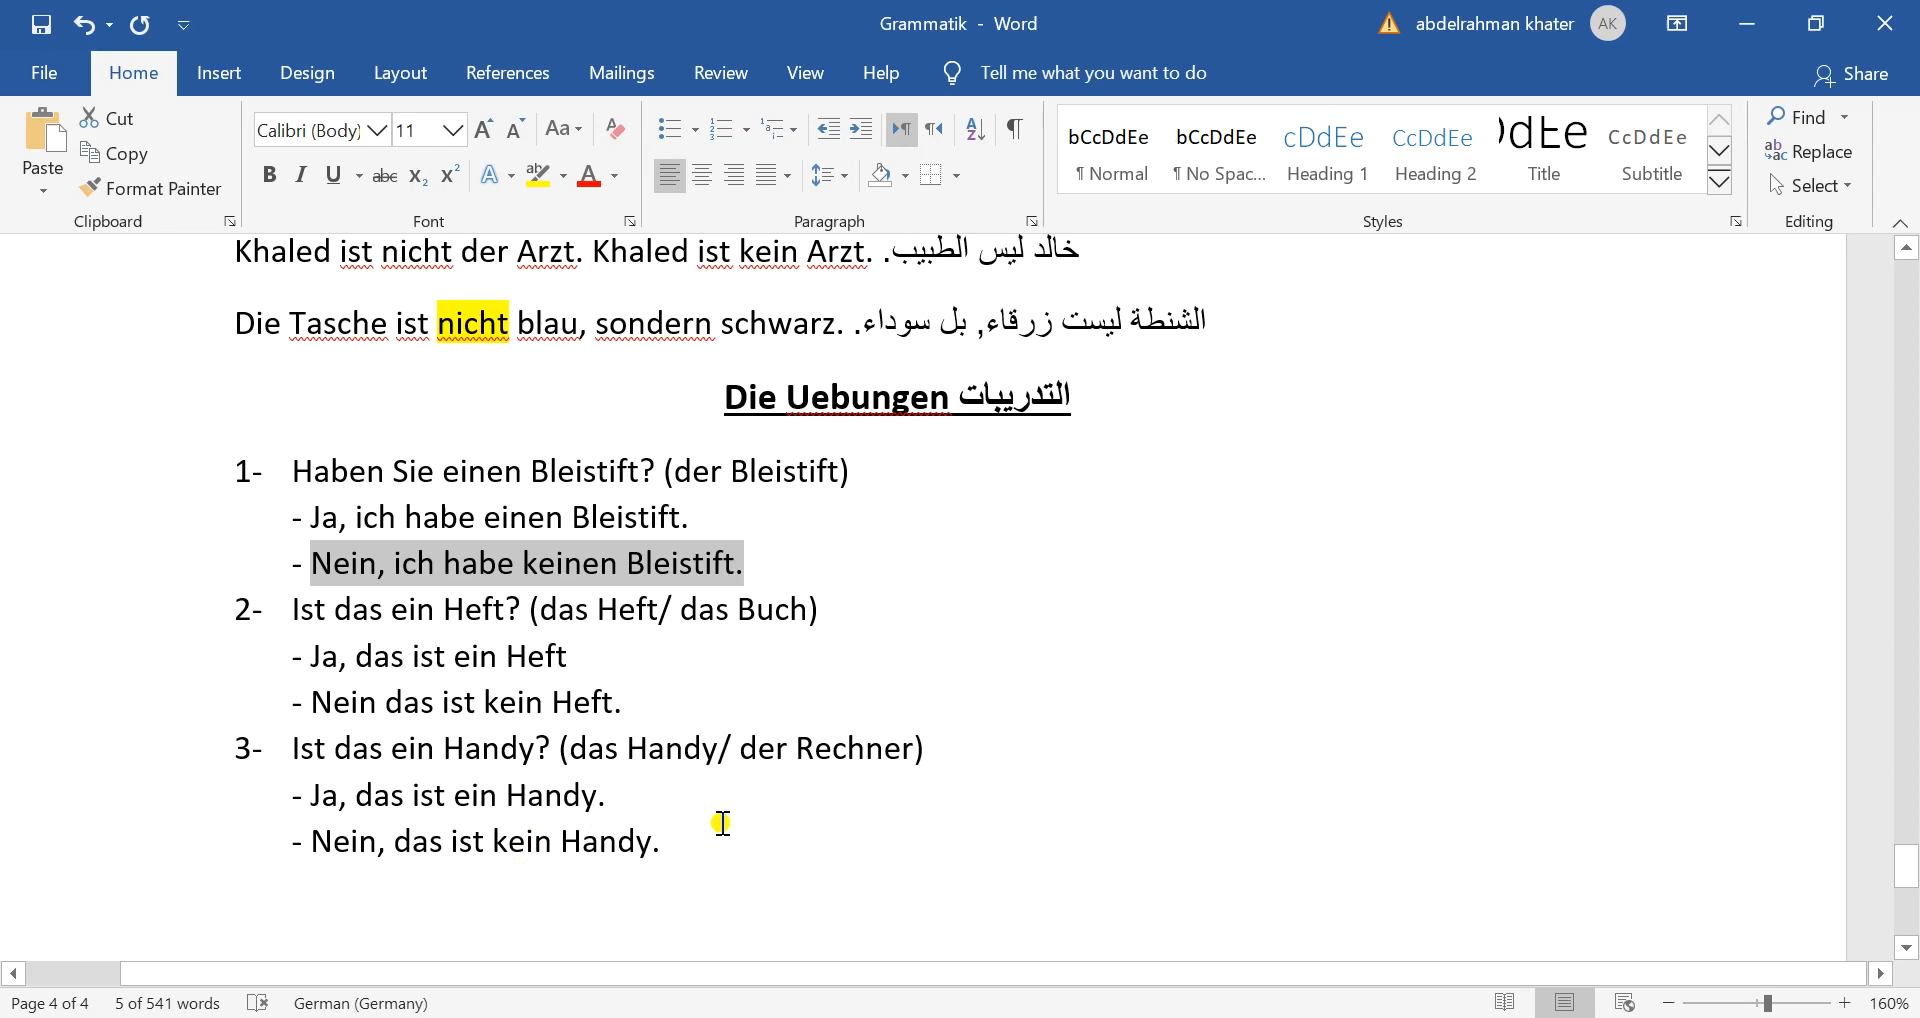 Grammatik - Word
abdelrahman khater AK
File Home Insert Design Layout References Mailings Review View Help Tell me what you want to do Share
Paste
Cut
Copy
Format Painter
Clipboard
Calibri (Body) 11
Font
Paragraph
bCcDdEe bCcDdEe cDdEe CcDdEe CcDdEe
¶ Normal ¶ No Spac... Heading 1 Heading 2 Title Subtitle
Styles
Find
Replace
Select
Editing
Khaled ist nicht der Arzt. Khaled ist kein Arzt. خالد ليس الطبيب.
Die Tasche ist nicht blau, sondern schwarz. الشنطة ليست زرقاء, بل سوداء.
Die Uebungen التدريبات
1- Haben Sie einen Bleistift? (der Bleistift)
- Ja, ich habe einen Bleistift.
- Nein, ich habe keinen Bleistift.
2- Ist das ein Heft? (das Heft/ das Buch)
- Ja, das ist ein Heft
- Nein das ist kein Heft.
3- Ist das ein Handy? (das Handy/ der Rechner)
- Ja, das ist ein Handy.
- Nein, das ist kein Handy.
Page 4 of 4 5 of 541 words German (Germany) 160%